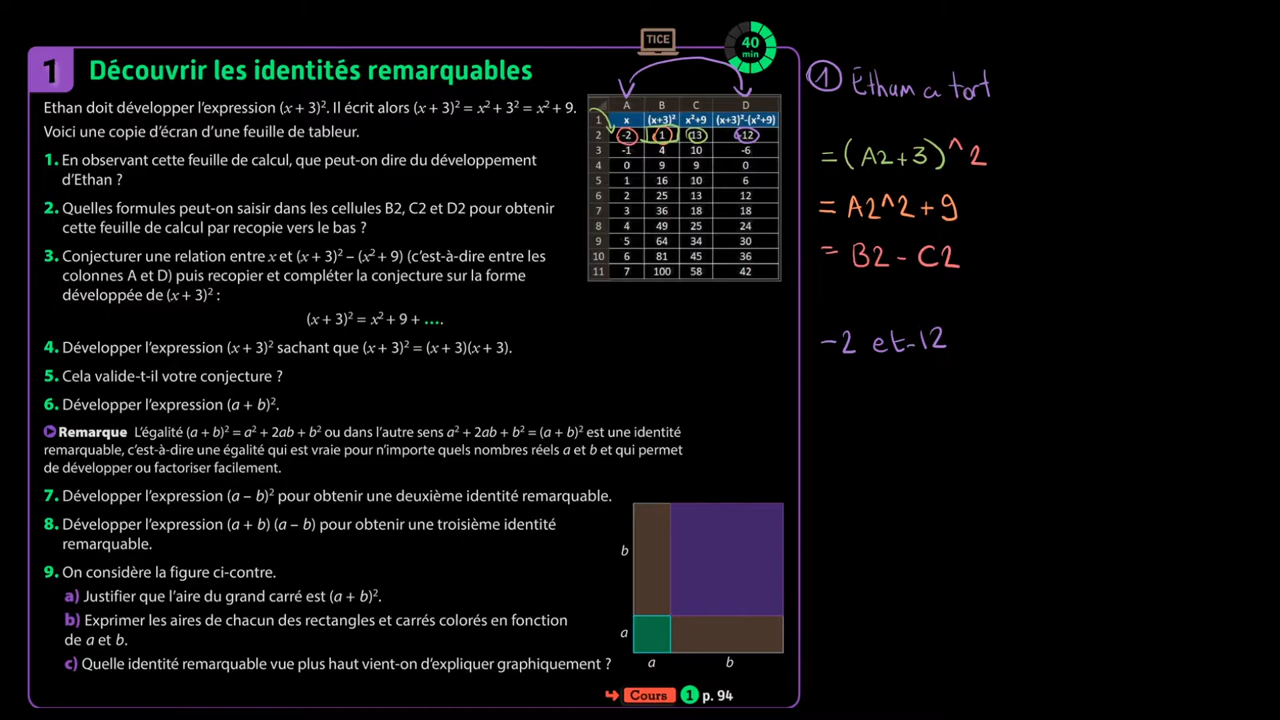 TICE
40
min
1 Découvrir les identités remarquables
Ethan doit développer l'expression (x + 3)². Il écrit alors (x + 3)² = x² + 3² = x² + 9.
Voici une copie d'écran d'une feuille de tableur.
1. En observant cette feuille de calcul, que peut-on dire du développement
d'Ethan ?
2. Quelles formules peut-on saisir dans les cellules B2, C2 et D2 pour obtenir
cette feuille de calcul par recopie vers le bas ?
3. Conjecturer une relation entre x et (x + 3)² – (x² + 9) (c'est-à-dire entre les
colonnes A et D) puis recopier et compléter la conjecture sur la forme
développée de (x + 3)² :
(x + 3)² = x² + 9 + ....
4. Développer l'expression (x + 3)² sachant que (x + 3)² = (x + 3)(x + 3).
5. Cela valide-t-il votre conjecture ?
6. Développer l'expression (a + b)².
Remarque L'égalité (a + b)² = a² + 2ab + b² ou dans l'autre sens a² + 2ab + b² = (a + b)² est une identité
remarquable, c'est-à-dire une égalité qui est vraie pour n'importe quels nombres réels a et b et qui permet
de développer ou factoriser facilement.
7. Développer l'expression (a – b)² pour obtenir une deuxième identité remarquable.
8. Développer l'expression (a + b) (a – b) pour obtenir une troisième identité
remarquable.
9. On considère la figure ci-contre.
a) Justifier que l'aire du grand carré est (a + b)².
b) Exprimer les aires de chacun des rectangles et carrés colorés en fonction
de a et b.
c) Quelle identité remarquable vue plus haut vient-on d'expliquer graphiquement ?
A B C D
1 x (x+3)² x²+9 (x+3)²-(x²+9)
2 -2 1 13 -12
3 -1 4 10 -6
4 0 9 9 0
5 1 16 10 6
6 2 25 13 12
7 3 36 18 18
8 4 49 25 24
9 5 64 34 30
10 6 81 45 36
11 7 100 58 42
b
a
a b
Cours 1 p. 94
1 Ethan a tort
= (A2+3)^2
= A2^2+9
= B2 - C2
-2 et -12